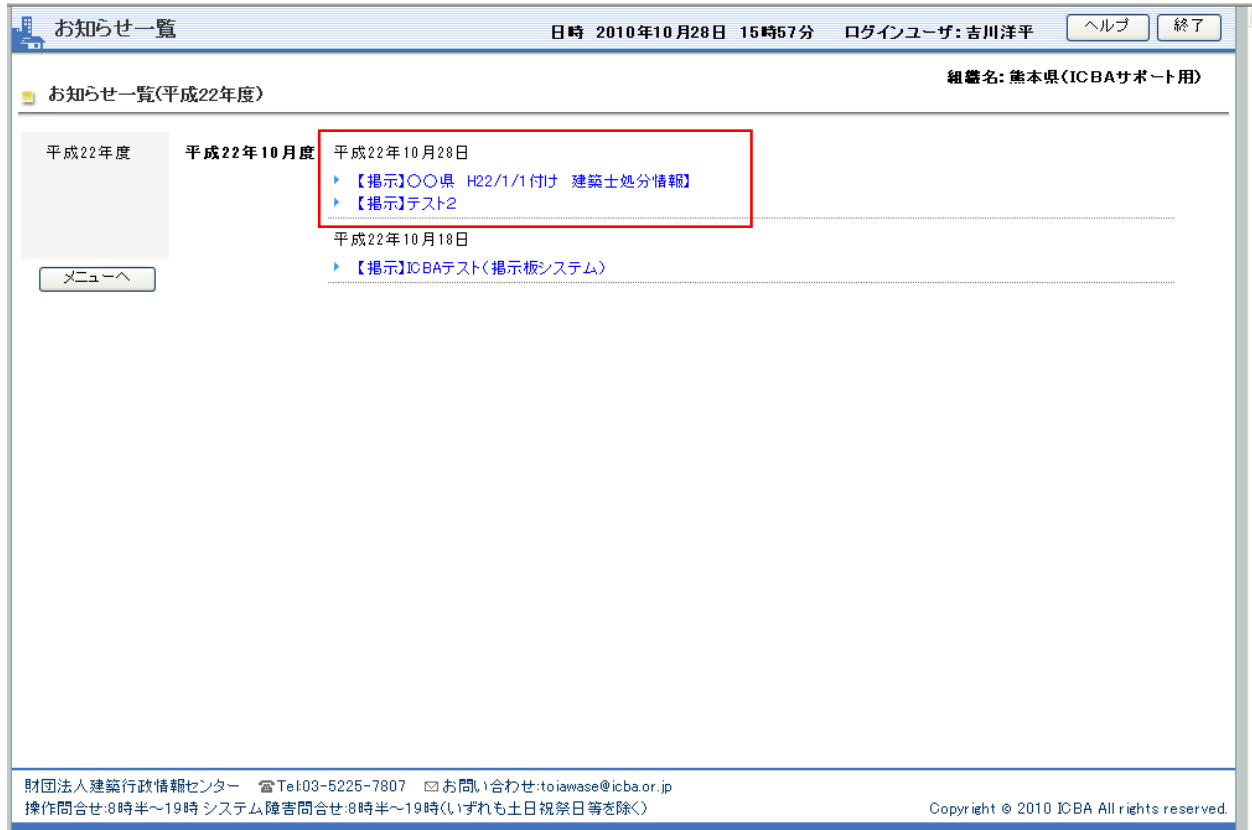 お知らせ一覧 日時 2010年10月28日 15時57分 ログインユーザ:吉川洋平 ヘルプ 終了
組織名:熊本県(ICBAサポート用)
お知らせ一覧(平成22年度)
平成22年度 平成22年10月度 平成22年10月28日
【掲示】〇〇県 H22/1/1付け 建築士処分情報】
【掲示】テスト2
平成22年10月18日
メニューへ 【掲示】ICBAテスト(掲示板システム)
財団法人建築行政情報センター ☎Tel:03-5225-7807 ✉お問い合わせ:toiawase@icba.or.jp
操作問合せ:8時半～19時 システム障害問合せ:8時半～19時(いずれも土日祝祭日等を除く) Copyright © 2010 ICBA All rights reserved.